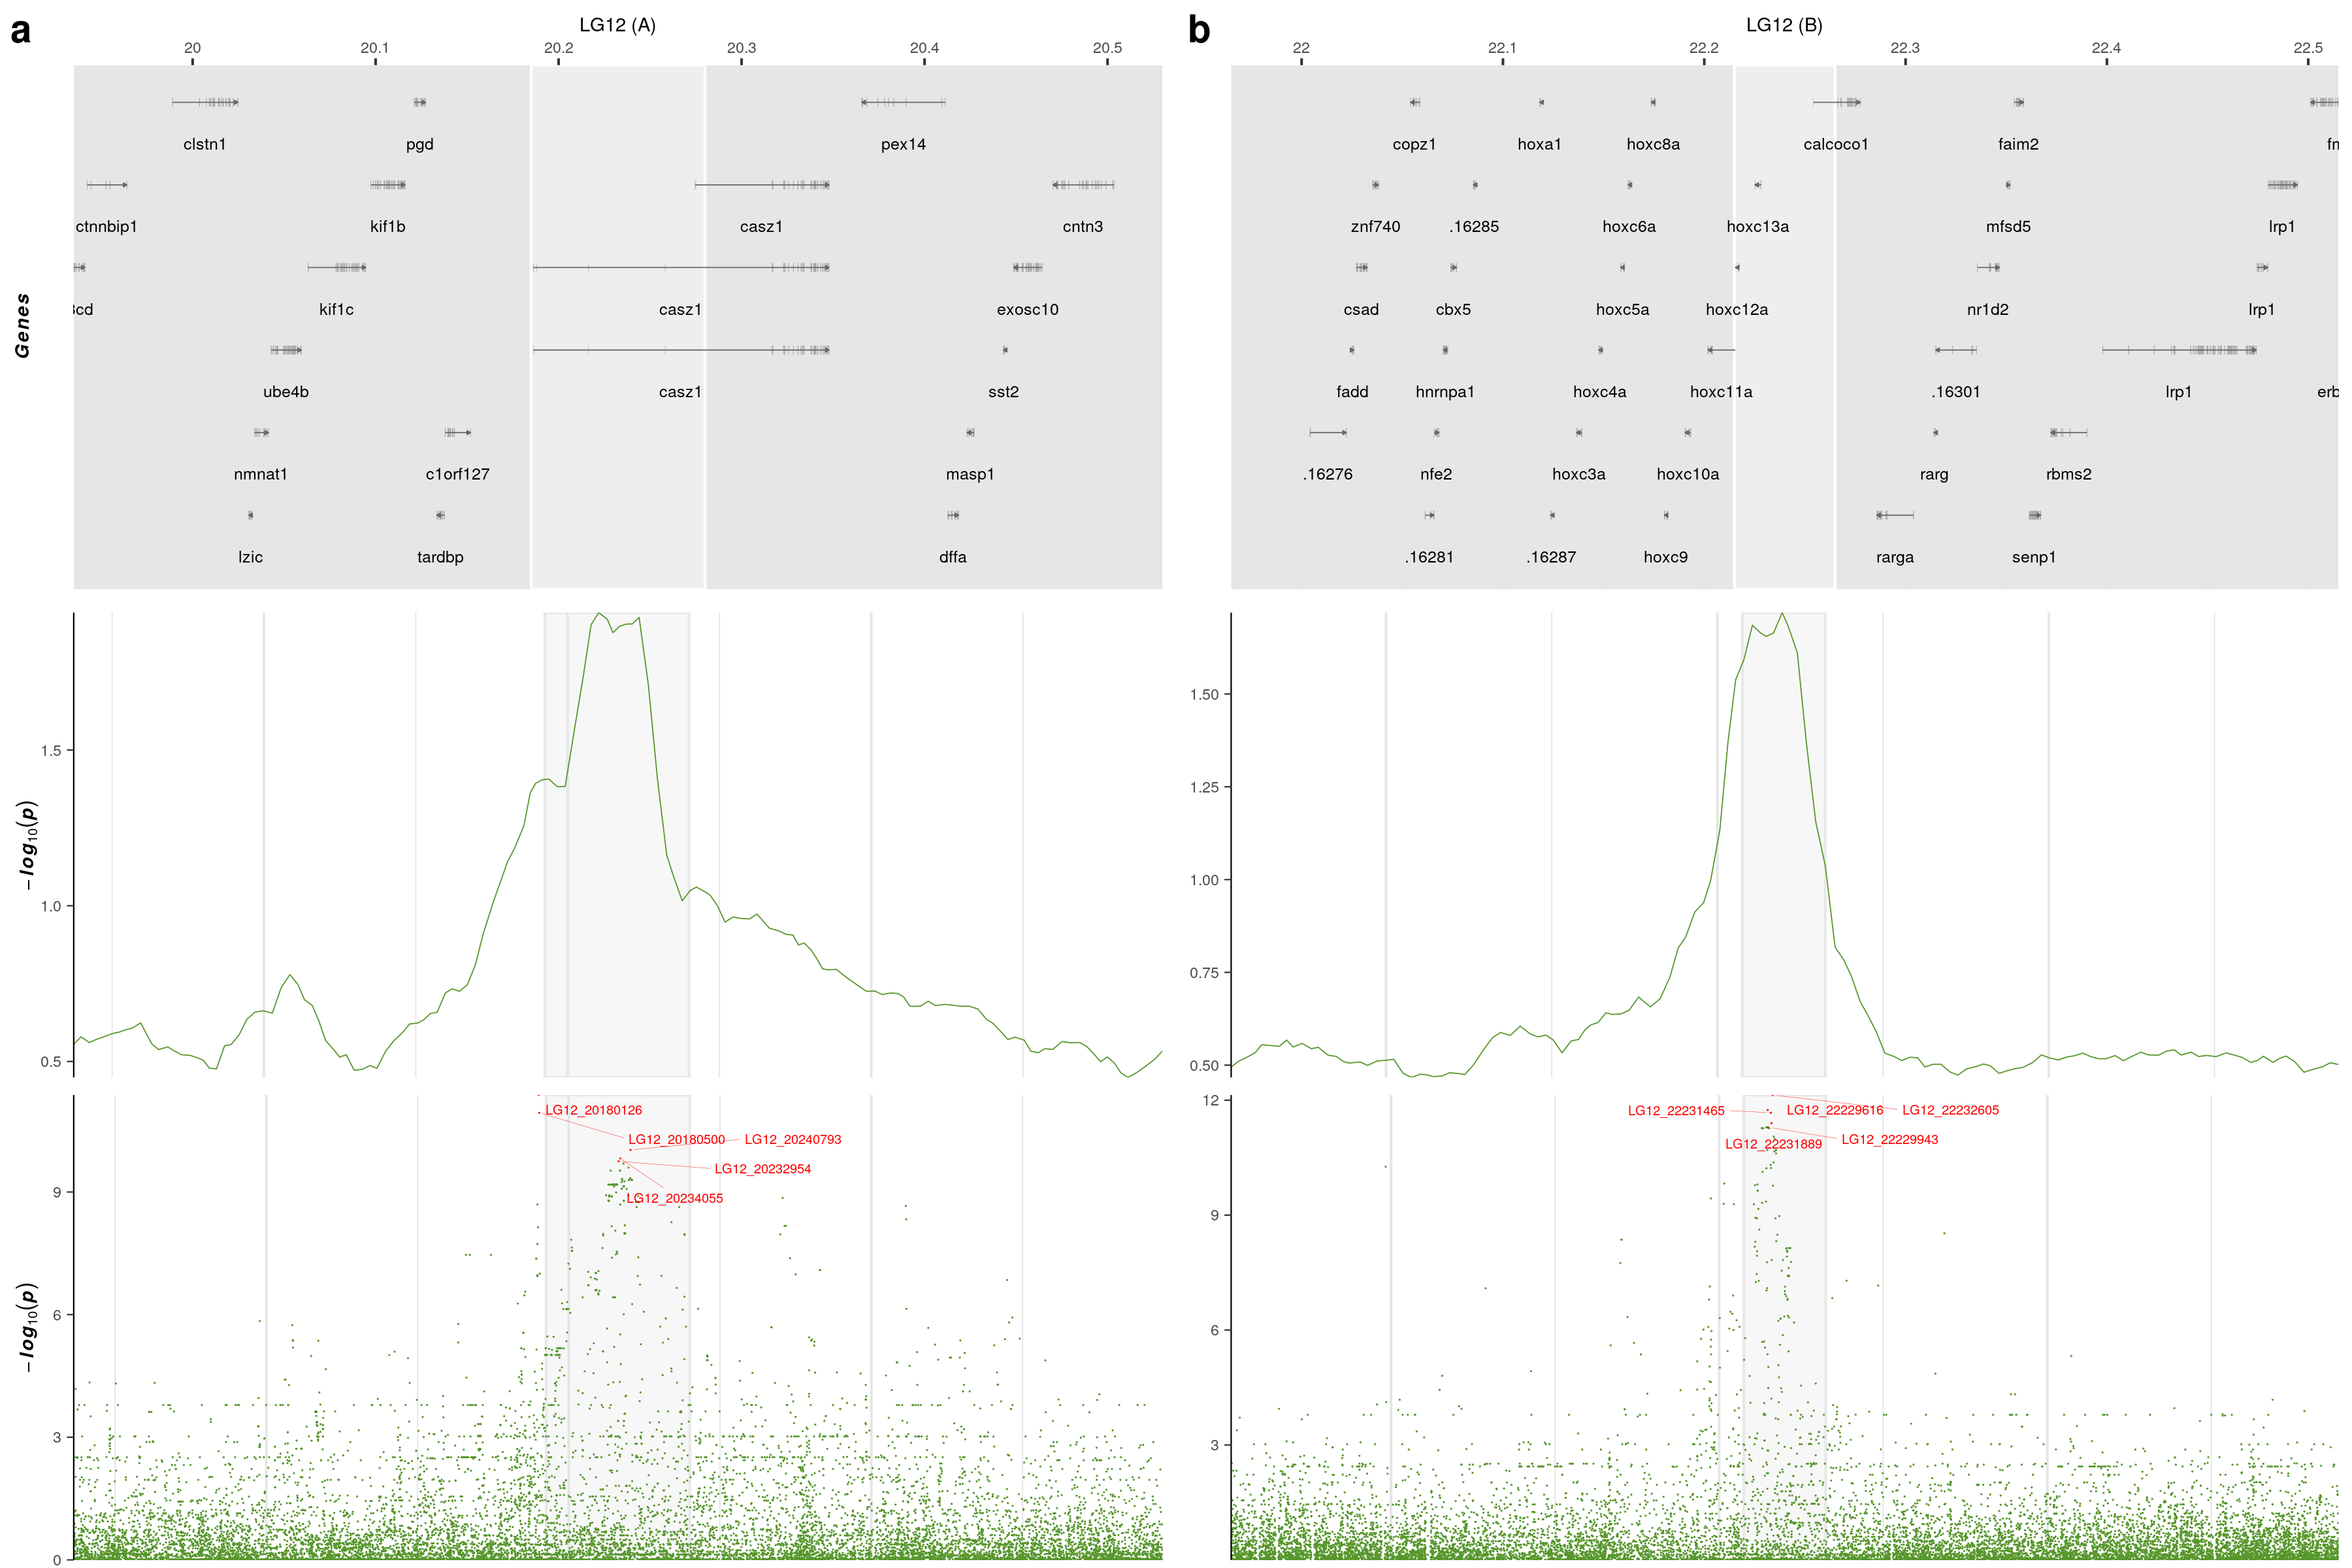 a
LG12 (A)
20 20.1 20.2 20.3 20.4 20.5
clstn1 pgd pex14
ctnnbip1 kif1b casz1 cntn3
kif1c casz1 exosc10
ube4b casz1 sst2
nmnat1 c1orf127 masp1
lzic tardbp dffa
Genes
1.5
1.0
0.5
−log10(p)
LG12_20180126
LG12_20180500 LG12_20240793
LG12_20232954
LG12_20234055
9
6
3
0
−log10(p)
b
LG12 (B)
22 22.1 22.2 22.3 22.4 22.5
copz1 hoxa1 hoxc8a calcoco1 faim2
znf740 .16285 hoxc6a hoxc13a mfsd5 lrp1
csad cbx5 hoxc5a hoxc12a nr1d2 lrp1
fadd hnrnpa1 hoxc4a hoxc11a .16301 lrp1 erb
.16276 nfe2 hoxc3a hoxc10a rarg rbms2
.16281 .16287 hoxc9 rarga senp1
1.50
1.25
1.00
0.75
0.50
12
LG12_22231465 LG12_22229616 LG12_22232605
LG12_22231889 LG12_22229943
9
6
3